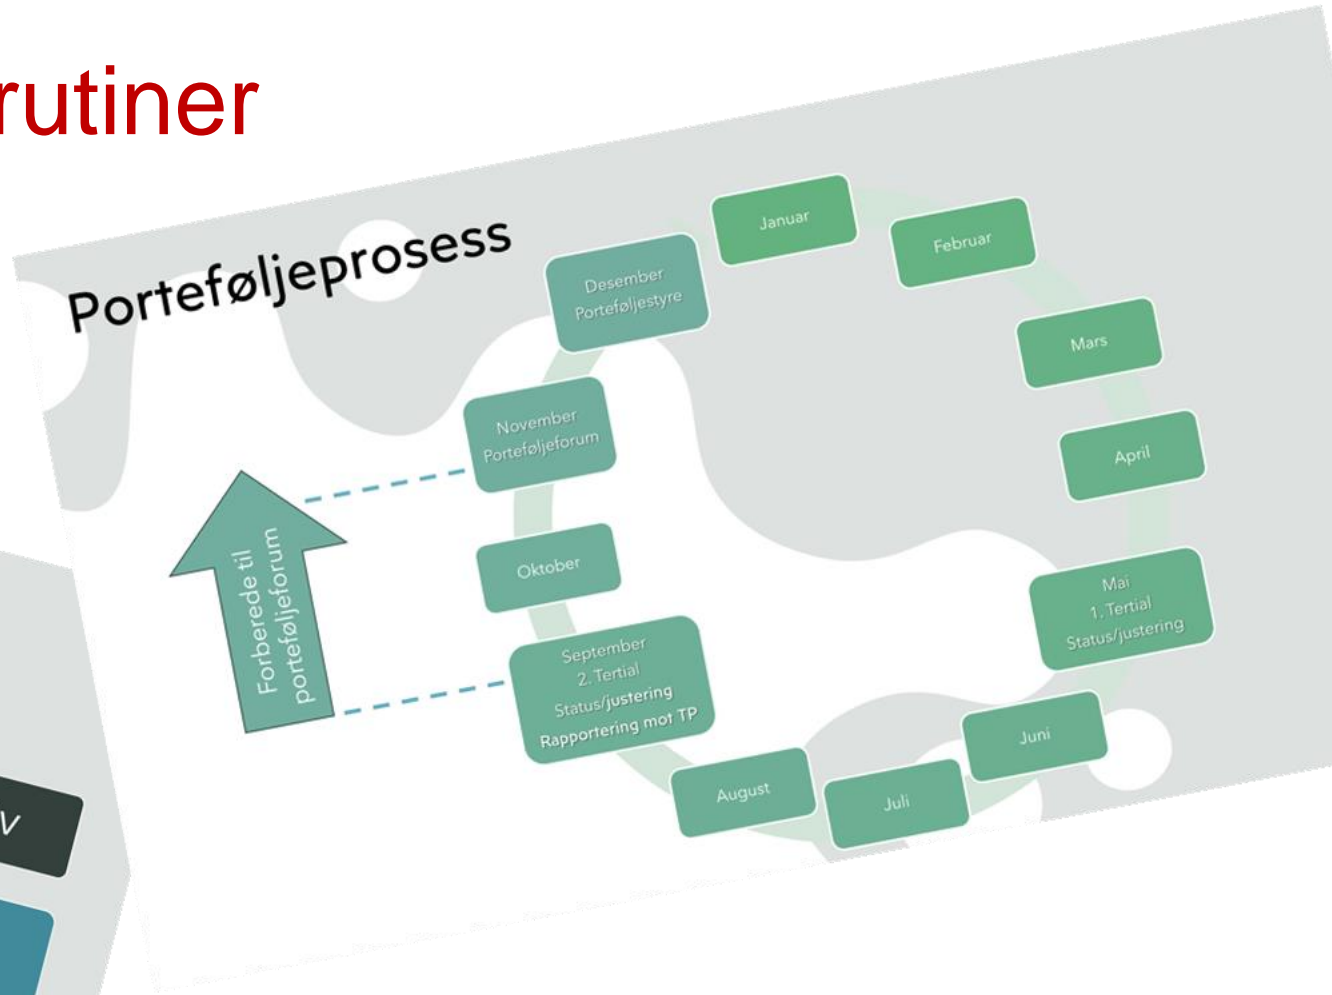 rutiner
Porteføljeprosess
Januar
Februar
Mars
April
Mai
1. Tertial
Status/justering
Juni
Juli
August
September
2. Tertial
Status/justering
Rapportering mot TP
Oktober
November
Porteføljeforum
Desember
Porteføljestyre
Forberede til
porteføljeforum
V